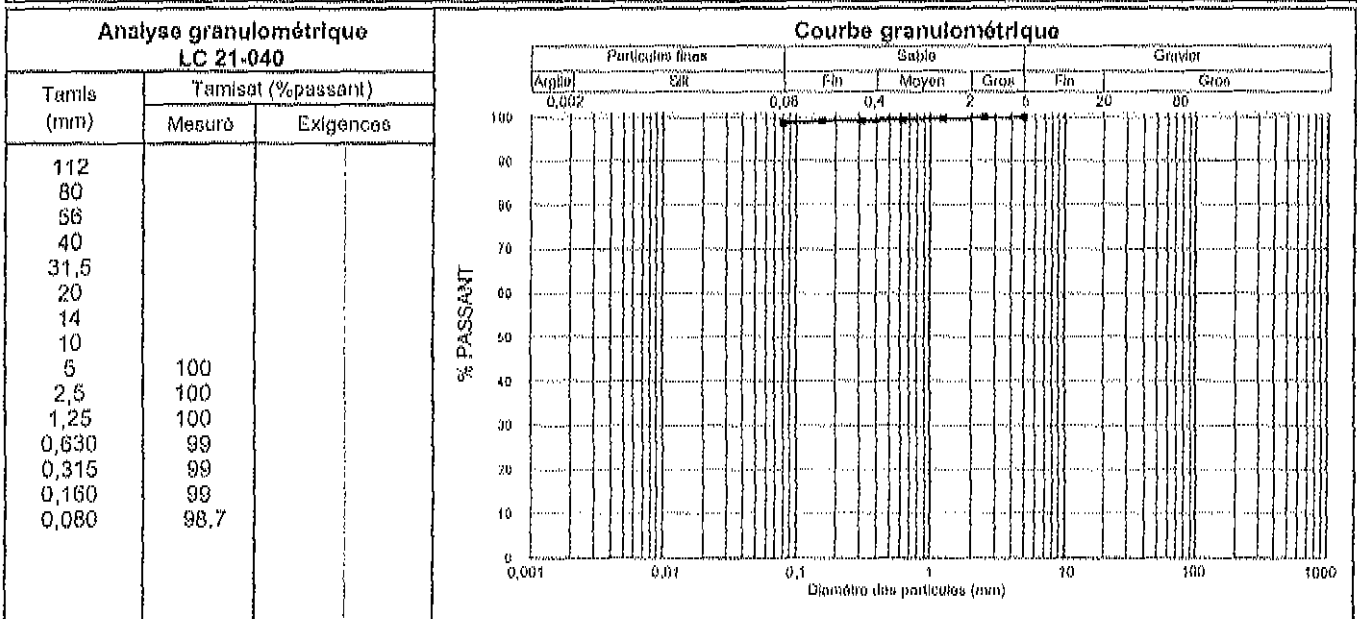 Analyse granulométrique
LC 21-040
Tamis
(mm)
Tamisat (%passant)
Mesuré Exigences
112
80
56
40
31,5
20
14
10
5 100
2,5 100
1,25 100
0,630 99
0,315 99
0,160 99
0,080 98,7
Courbe granulométrique
Particules fines Sable Gravier
Argile Silt Fin Moyen Gros Fin Gros
0,002 0,08 0,4 2 5 20 80
% PASSANT
100
90
80
70
60
50
40
30
20
10
0
0,001 0,01 0,1 1 10 100 1000
Diamètre des particules (mm)